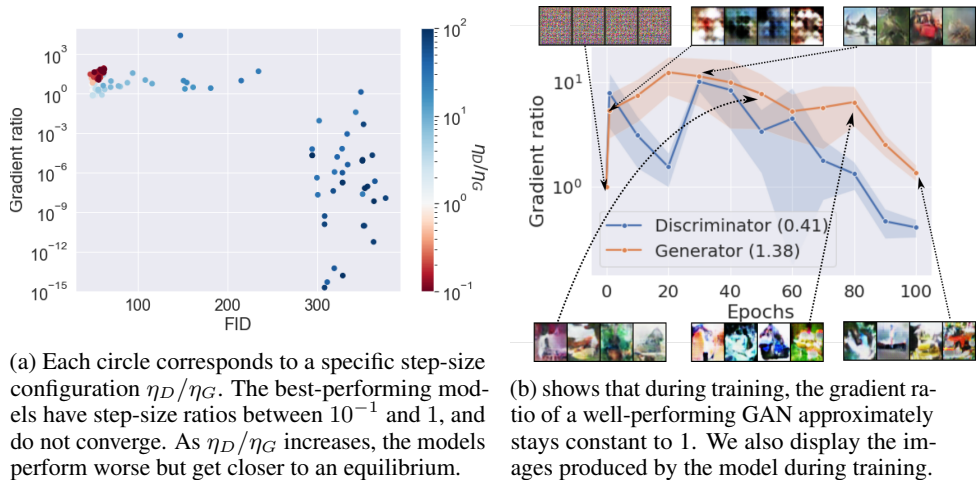 10^3
10^0
10^-3
10^-6
10^-9
10^-12
10^-15
Gradient ratio
100
200
300
FID
10^2
10^1
10^0
10^-1
η_D/η_G
10^1
10^0
Gradient ratio
Discriminator (0.41)
Generator (1.38)
0
20
40
60
80
100
Epochs
(a) Each circle corresponds to a specific step-size
configuration η_D/η_G. The best-performing mod-
els have step-size ratios between 10^-1 and 1, and
do not converge. As η_D/η_G increases, the models
perform worse but get closer to an equilibrium.
(b) shows that during training, the gradient ra-
tio of a well-performing GAN approximately
stays constant to 1. We also display the im-
ages produced by the model during training.